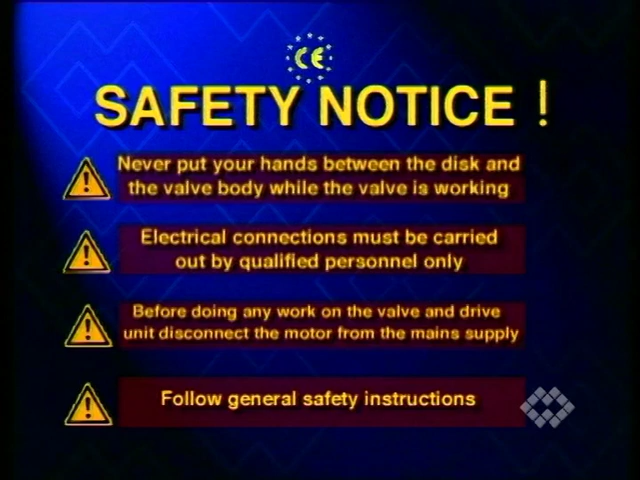 CE
SAFETY NOTICE !
Never put your hands between the disk and
the valve body while the valve is working
Electrical connections must be carried
out by qualified personnel only
Before doing any work on the valve and drive
unit disconnect the motor from the mains supply
Follow general safety instructions